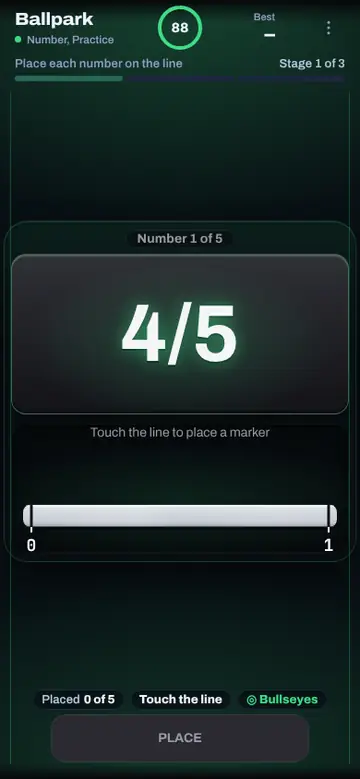 Ballpark
Number, Practice
88
Best
–
Place each number on the line
Stage 1 of 3
Number 1 of 5
4/5
Touch the line to place a marker
0 1
Placed 0 of 5
Touch the line
◎ Bullseyes
PLACE